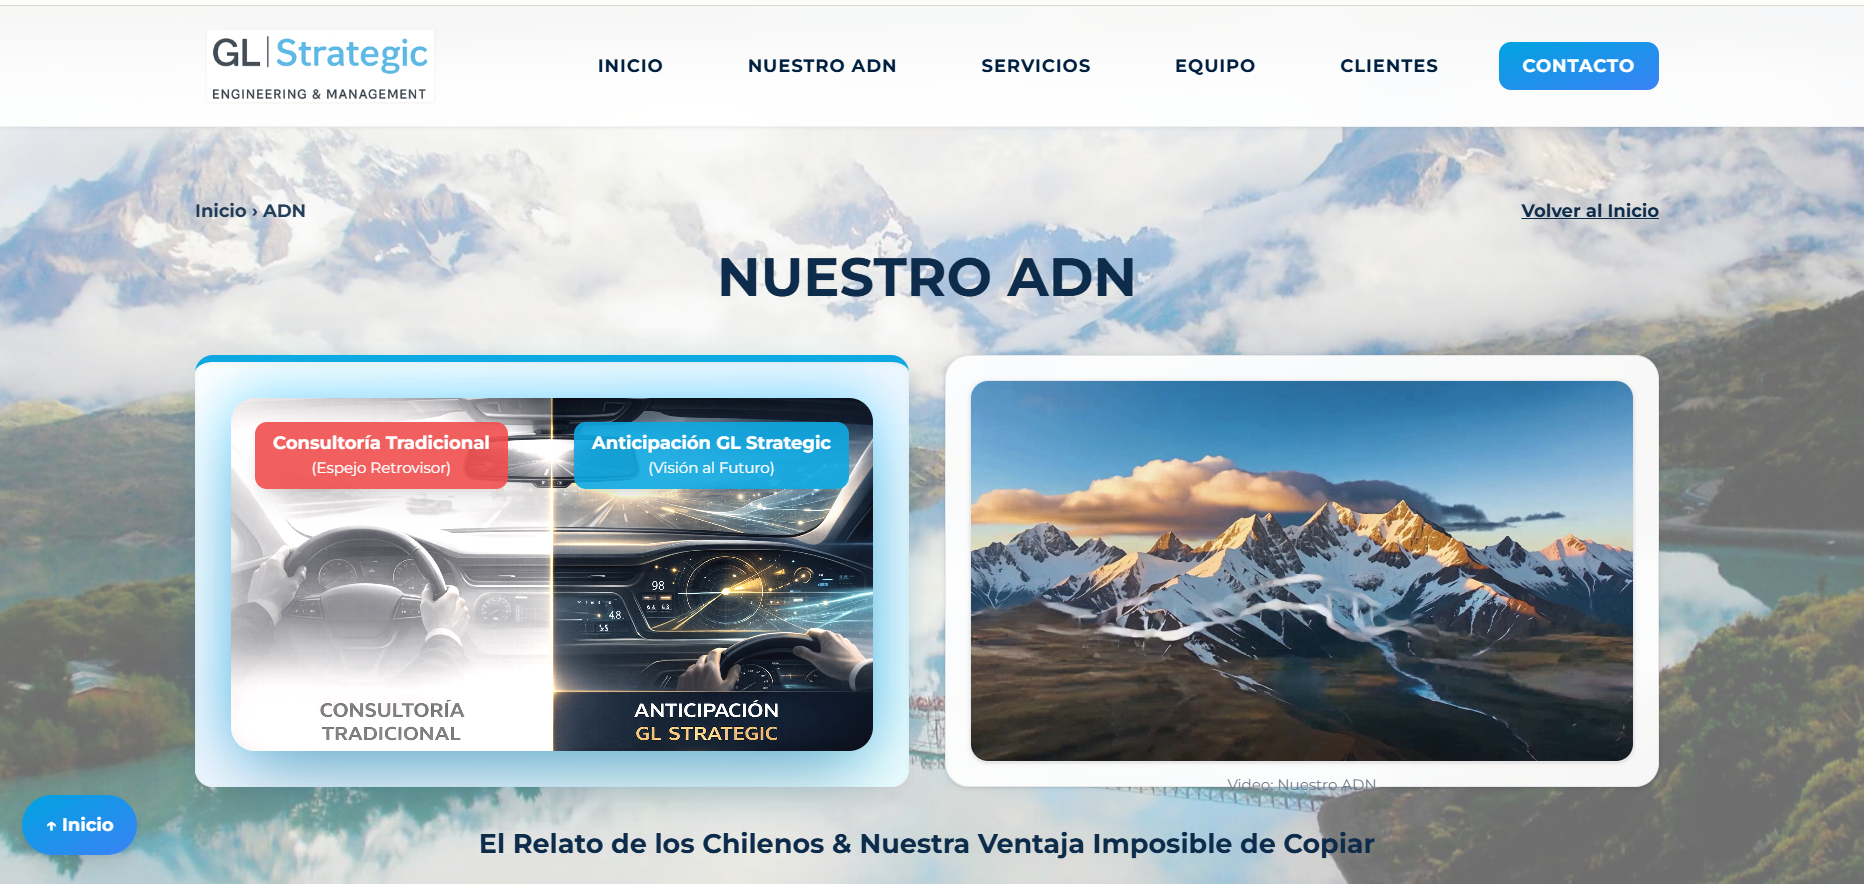 GL|Strategic
ENGINEERING & MANAGEMENT
INICIO
NUESTRO ADN
SERVICIOS
EQUIPO
CLIENTES
CONTACTO
Inicio › ADN
Volver al Inicio
NUESTRO ADN
Consultoría Tradicional
(Espejo Retrovisor)
Anticipación GL Strategic
(Visión al Futuro)
98
4.8
CONSULTORÍA
TRADICIONAL
ANTICIPACIÓN
GL STRATEGIC
Video: Nuestro ADN
↑ Inicio
El Relato de los Chilenos & Nuestra Ventaja Imposible de Copiar